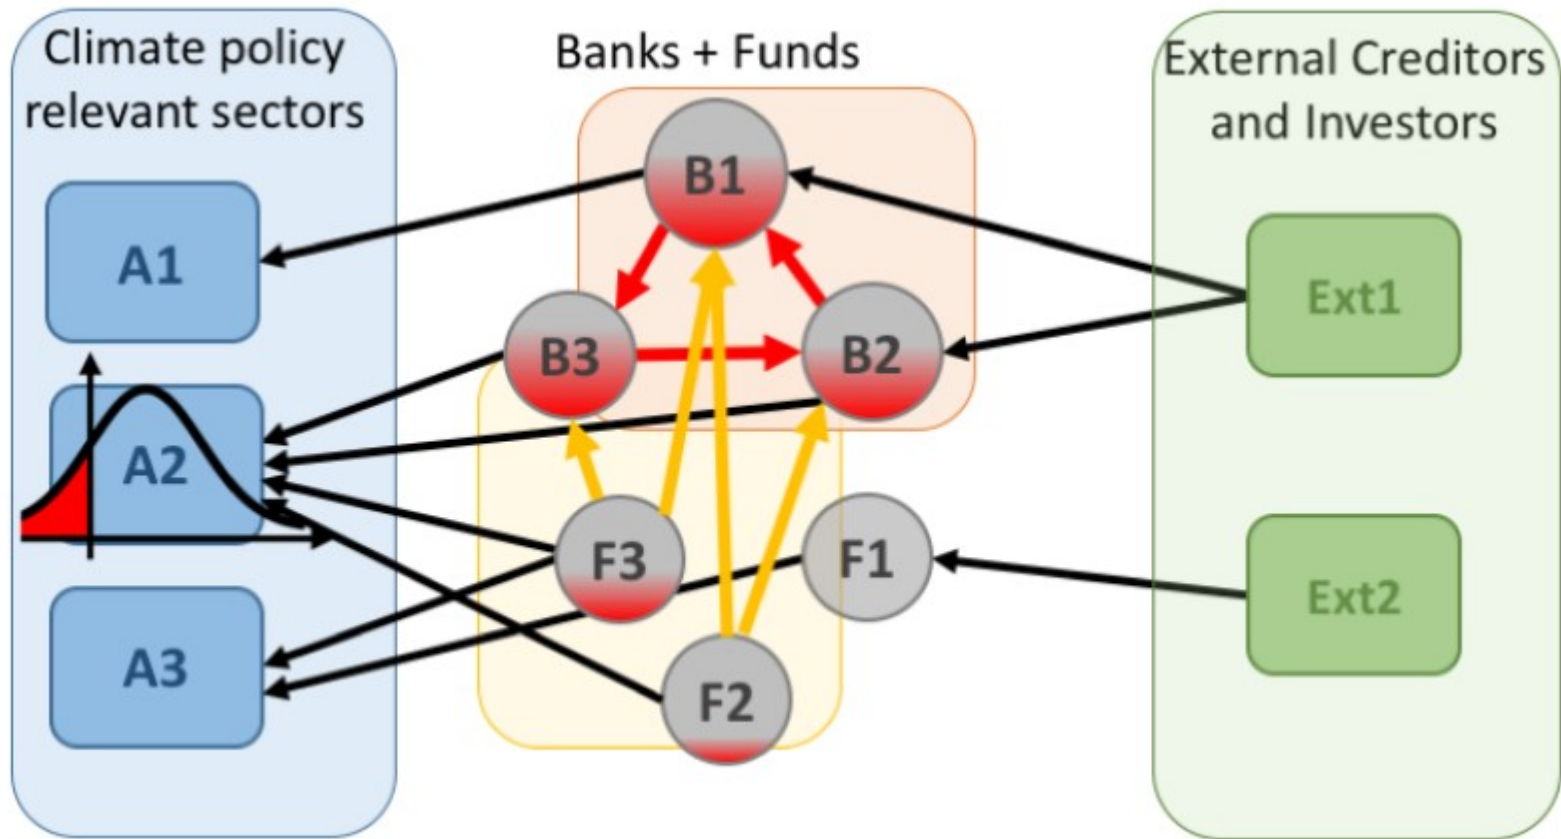 Climate policy
relevant sectors
Banks + Funds
External Creditors
and Investors
A1
A2
A3
B1
B3
B2
F3
F1
F2
Ext1
Ext2